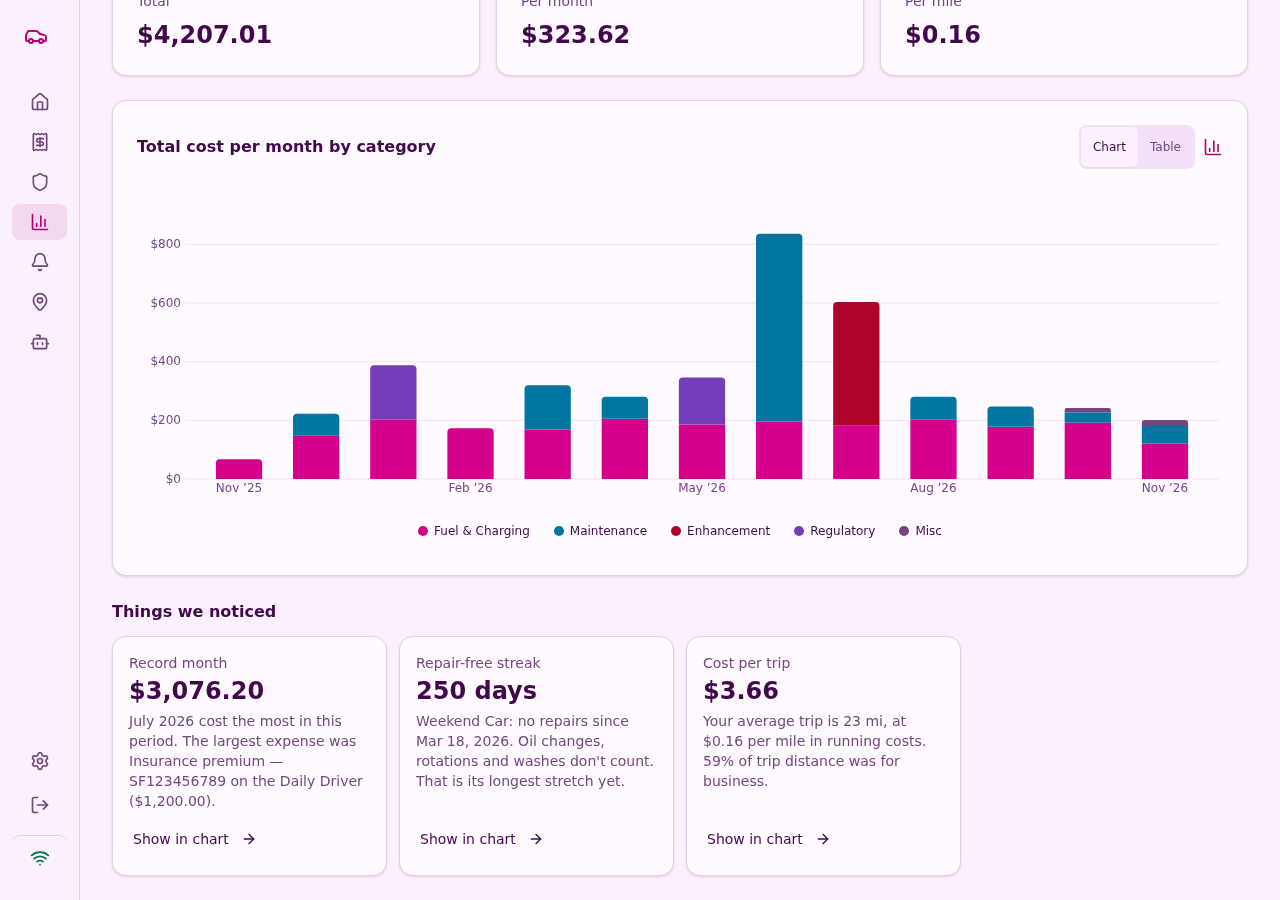 Total
Per month
Per mile
$4,207.01
$323.62
$0.16
Total cost per month by category
Chart
Table
$800
$600
$400
$200
$0
Nov ’25
Feb ’26
May ’26
Aug ’26
Nov ’26
Fuel & Charging
Maintenance
Enhancement
Regulatory
Misc
Things we noticed
Record month
$3,076.20
July 2026 cost the most in this
period. The largest expense was
Insurance premium —
SF123456789 on the Daily Driver
($1,200.00).
Show in chart
Repair-free streak
250 days
Weekend Car: no repairs since
Mar 18, 2026. Oil changes,
rotations and washes don't count.
That is its longest stretch yet.
Show in chart
Cost per trip
$3.66
Your average trip is 23 mi, at
$0.16 per mile in running costs.
59% of trip distance was for
business.
Show in chart